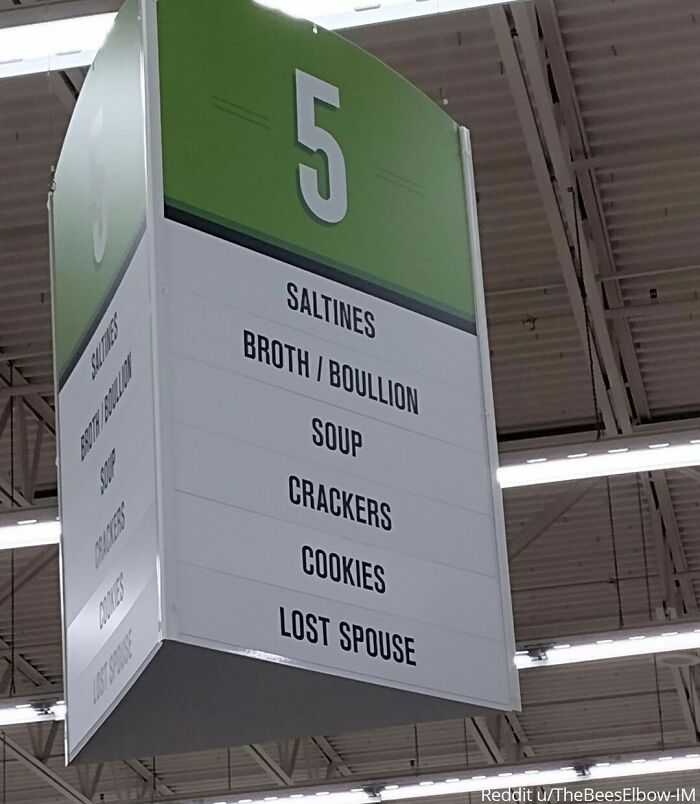 5
SALTINES
BROTH / BOULLION
SOUP
CRACKERS
COOKIES
LOST SPOUSE
5
SALTINES
BROTH / BOULLION
SOUP
CRACKERS
COOKIES
LOST SPOUSE
Reddit u/TheBeesElbow-IM